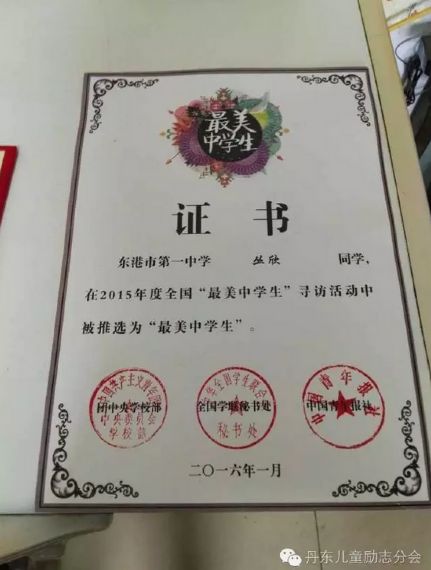 最美
中学生
证书
东港市第一中学 丛欣 同学，
在2015年度全国“最美中学生”寻访活动中
被推选为“最美中学生”。
团中央学校部 全国学联秘书处 中国青年报社
二〇一六年一月
丹东儿童励志分会